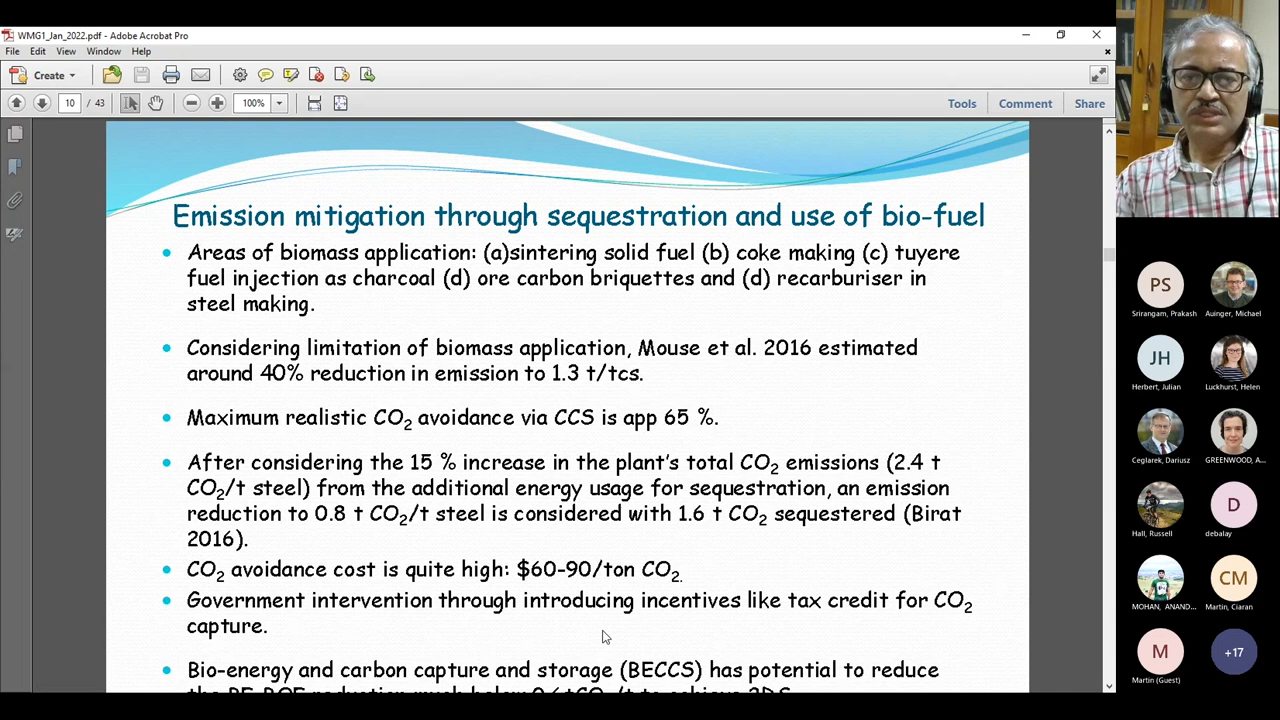 WMG1_Jan_2022.pdf - Adobe Acrobat Pro
File Edit View Window Help
Create
10 / 43 100% Tools Comment Share
Emission mitigation through sequestration and use of bio-fuel
• Areas of biomass application: (a)sintering solid fuel (b) coke making (c) tuyere
fuel injection as charcoal (d) ore carbon briquettes and (d) recarburiser in
steel making.
• Considering limitation of biomass application, Mouse et al. 2016 estimated
around 40% reduction in emission to 1.3 t/tcs.
• Maximum realistic CO2 avoidance via CCS is app 65 %.
• After considering the 15 % increase in the plant's total CO2 emissions (2.4 t
CO2/t steel) from the additional energy usage for sequestration, an emission
reduction to 0.8 t CO2/t steel is considered with 1.6 t CO2 sequestered (Birat
2016).
• CO2 avoidance cost is quite high: $60-90/ton CO2.
• Government intervention through introducing incentives like tax credit for CO2
capture.
• Bio-energy and carbon capture and storage (BECCS) has potential to reduce
PS
Srirangam, Prakash
Auinger, Michael
JH
Herbert, Julian
Luckhurst, Helen
Ceglarek, Dariusz
GREENWOOD, A...
Hall, Russell
D
debalay
MOHAN, ANAND...
CM
Martin, Ciaran
M
Martin (Guest)
+17